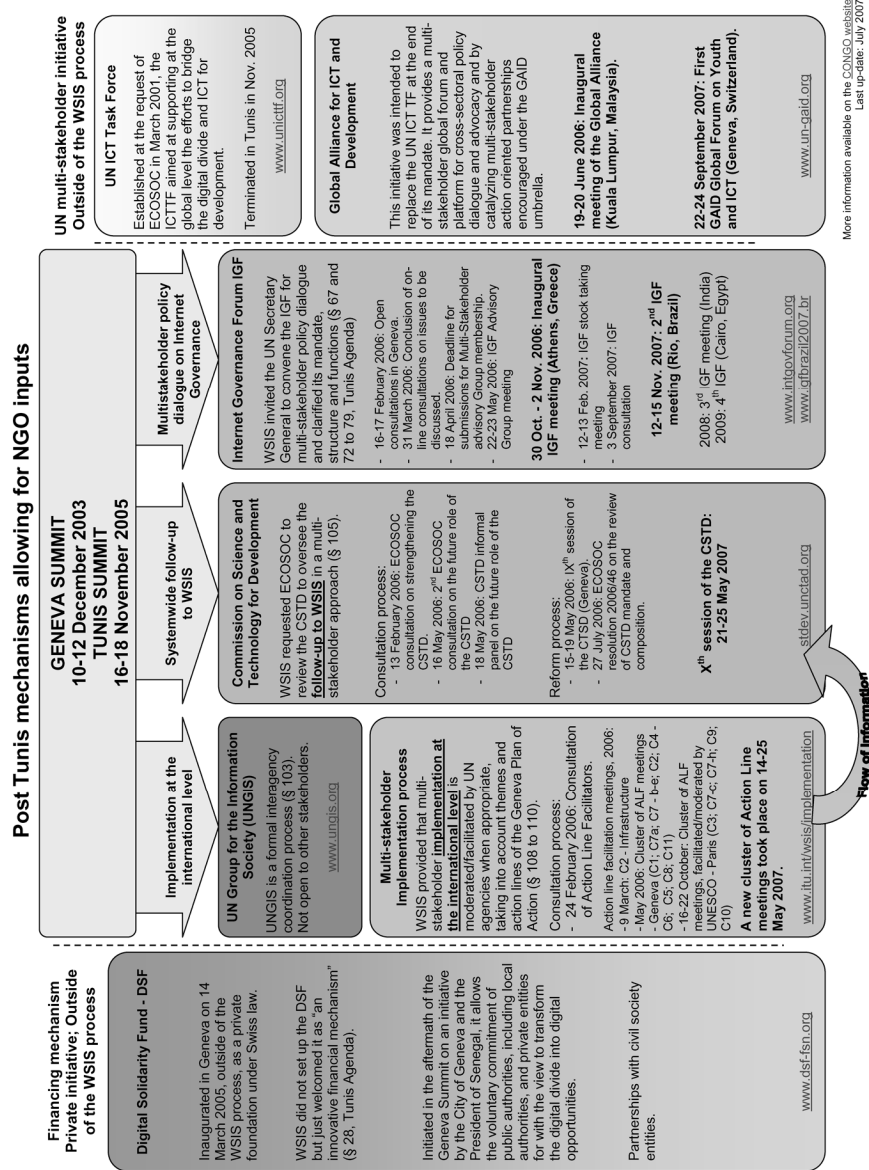 Post Tunis mechanisms allowing for NGO inputs
Financing mechanism
Private initiative; Outside
of the WSIS process
Digital Solidarity Fund - DSF
Inaugurated in Geneva on 14
March 2005, outside of the
WSIS process, as a private
foundation under Swiss law.
WSIS did not set up the DSF
but just welcomed it as "an
innovative financial mechanism"
(§ 28, Tunis Agenda).
Initiated in the aftermath of the
Geneva Summit on an initiative
by the City of Geneva and the
President of Senegal, it allows
the voluntary commitment of
public authorities, including local
authorities, and private entities
for with the view to transform
the digital divide into digital
opportunities.
Partnerships with civil society
entities.
www.dsf-fsn.org
GENEVA SUMMIT
10-12 December 2003
TUNIS SUMMIT
16-18 November 2005
Implementation at the
international level
UN Group for the Information
Society (UNGIS)
UNGIS is a formal interagency
coordination process (§ 103).
Not open to other stakeholders.
www.ungis.org
Multi-stakeholder
Implementation process
WSIS provided that multi-
stakeholder implementation at
the international level is
moderated/facilitated by UN
agencies when appropriate,
taking into account themes and
action lines of the Geneva Plan of
Action (§ 108 to 110).
Consultation process:
- 24 February 2006: Consultation
of Action Line Facilitators.
Action line facilitation meetings, 2006:
- 9 March: C2 - Infrastructure
- May 2006: Cluster of ALF meetings
- Geneva (C1; C7a; C7 - b-e; C2; C4 -
C6; C5; C8; C11)
-16-22 October: Cluster of ALF
meetings, facilitated/moderated by
UNESCO - Paris (C3; C7-c; C7-h; C9;
C10)
A new cluster of Action Line
meetings took place on 14-25
May 2007.
www.itu.int/wsis/implementation
Flow of Information
Systemwide follow-up
to WSIS
Commission on Science and
Technology for Development
WSIS requested ECOSOC to
review the CSTD to oversee the
follow-up to WSIS in a multi-
stakeholder approach (§ 105).
Consultation process:
- 13 February 2006: ECOSOC
consultation on strengthening the
CSTD.
- 16 May 2006: 2nd ECOSOC
consultation on the future role of
the CSTD
- 18 May 2006: CSTD informal
panel on the future role of the
CSTD
Reform process:
- 15-19 May 2006: IXth session of
the CTSD (Geneva).
- 27 July 2006: ECOSOC
resolution 2006/46 on the review
of CSTD mandate and
composition.
Xth session of the CSTD:
21-25 May 2007
stdev.unctad.org
Multistakeholder policy
dialogue on Internet
Governance
Internet Governance Forum IGF
WSIS invited the UN Secretary
General to convene the IGF for
multi-stakeholder policy dialogue
and clarified its mandate,
structure and functions (§ 67 and
72 to 79, Tunis Agenda)
- 16-17 February 2006: Open
consultations in Geneva.
- 31 March 2006: Conclusion of on-
line consultations on issues to be
discussed.
- 18 April 2006: Deadline for
submissions for Multi-Stakeholder
advisory Group membership.
- 22-23 May 2006: IGF Advisory
Group meeting
30 Oct. - 2 Nov. 2006: Inaugural
IGF meeting (Athens, Greece)
- 12-13 Feb. 2007: IGF stock taking
meeting
- 3 September 2007: IGF
consultation
12-15 Nov. 2007: 2nd IGF
meeting (Rio, Brazil)
2008: 3rd IGF meeting (India)
2009: 4th IGF (Cairo, Egypt)
www.intgovforum.org
www.igfbrazil2007.br
UN multi-stakeholder initiative
Outside of the WSIS process
UN ICT Task Force
Established at the request of
ECOSOC in March 2001, the
ICTTF aimed at supporting at the
global level the efforts to bridge
the digital divide and ICT for
development.
Terminated in Tunis in Nov. 2005
www.unicttf.org
Global Alliance for ICT and
Development
This initiative was intended to
replace the UN ICT TF at the end
of its mandate. It provides a multi-
stakeholder global forum and
platform for cross-sectoral policy
dialogue and advocacy and by
catalyzing multi-stakeholder
action oriented partnerships
encouraged under the GAID
umbrella.
19-20 June 2006: Inaugural
meeting of the Global Alliance
(Kuala Lumpur, Malaysia).
22-24 September 2007: First
GAID Global Forum on Youth
and ICT (Geneva, Switzerland).
www.un-gaid.org
More information available on the CONGO website
Last up-date: July 2007